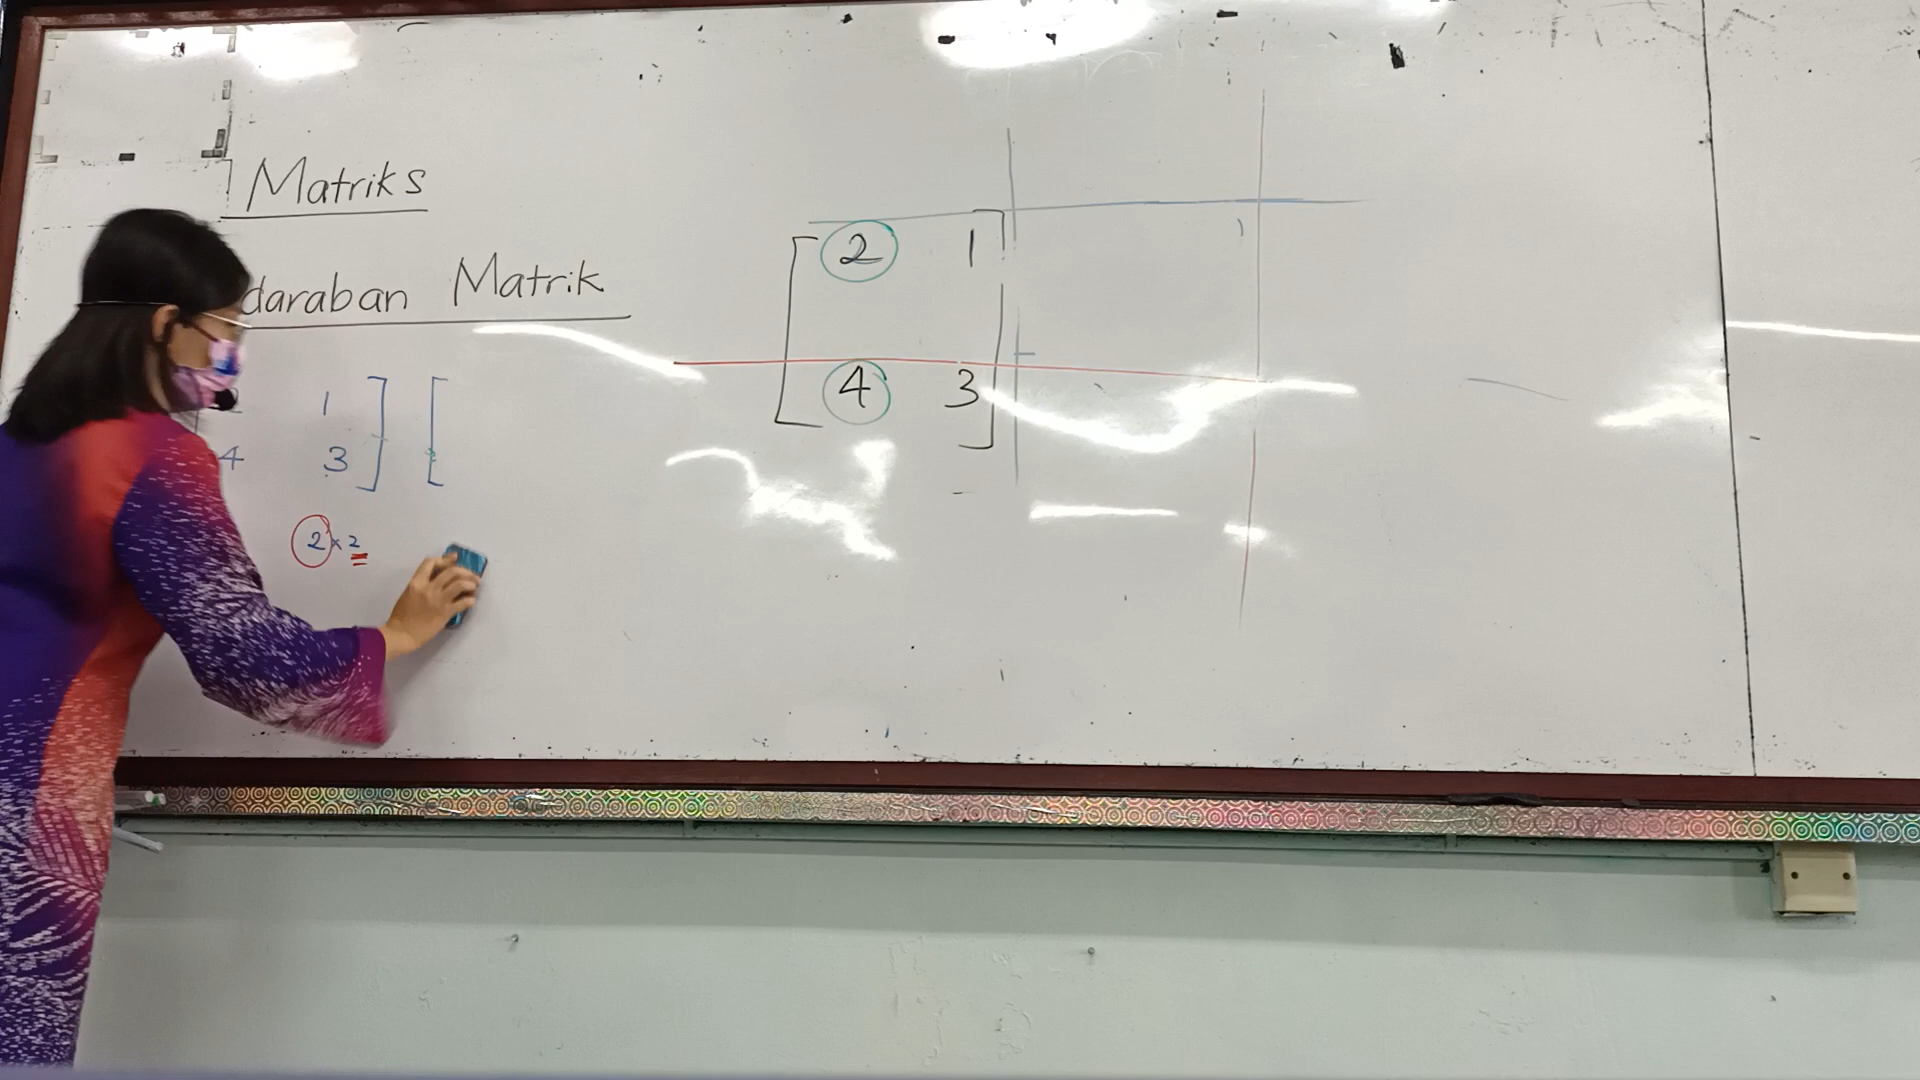 Matriks
daraban Matrik
1 ] [
4 3
2 × 2
[ 2 1
4 3 ]